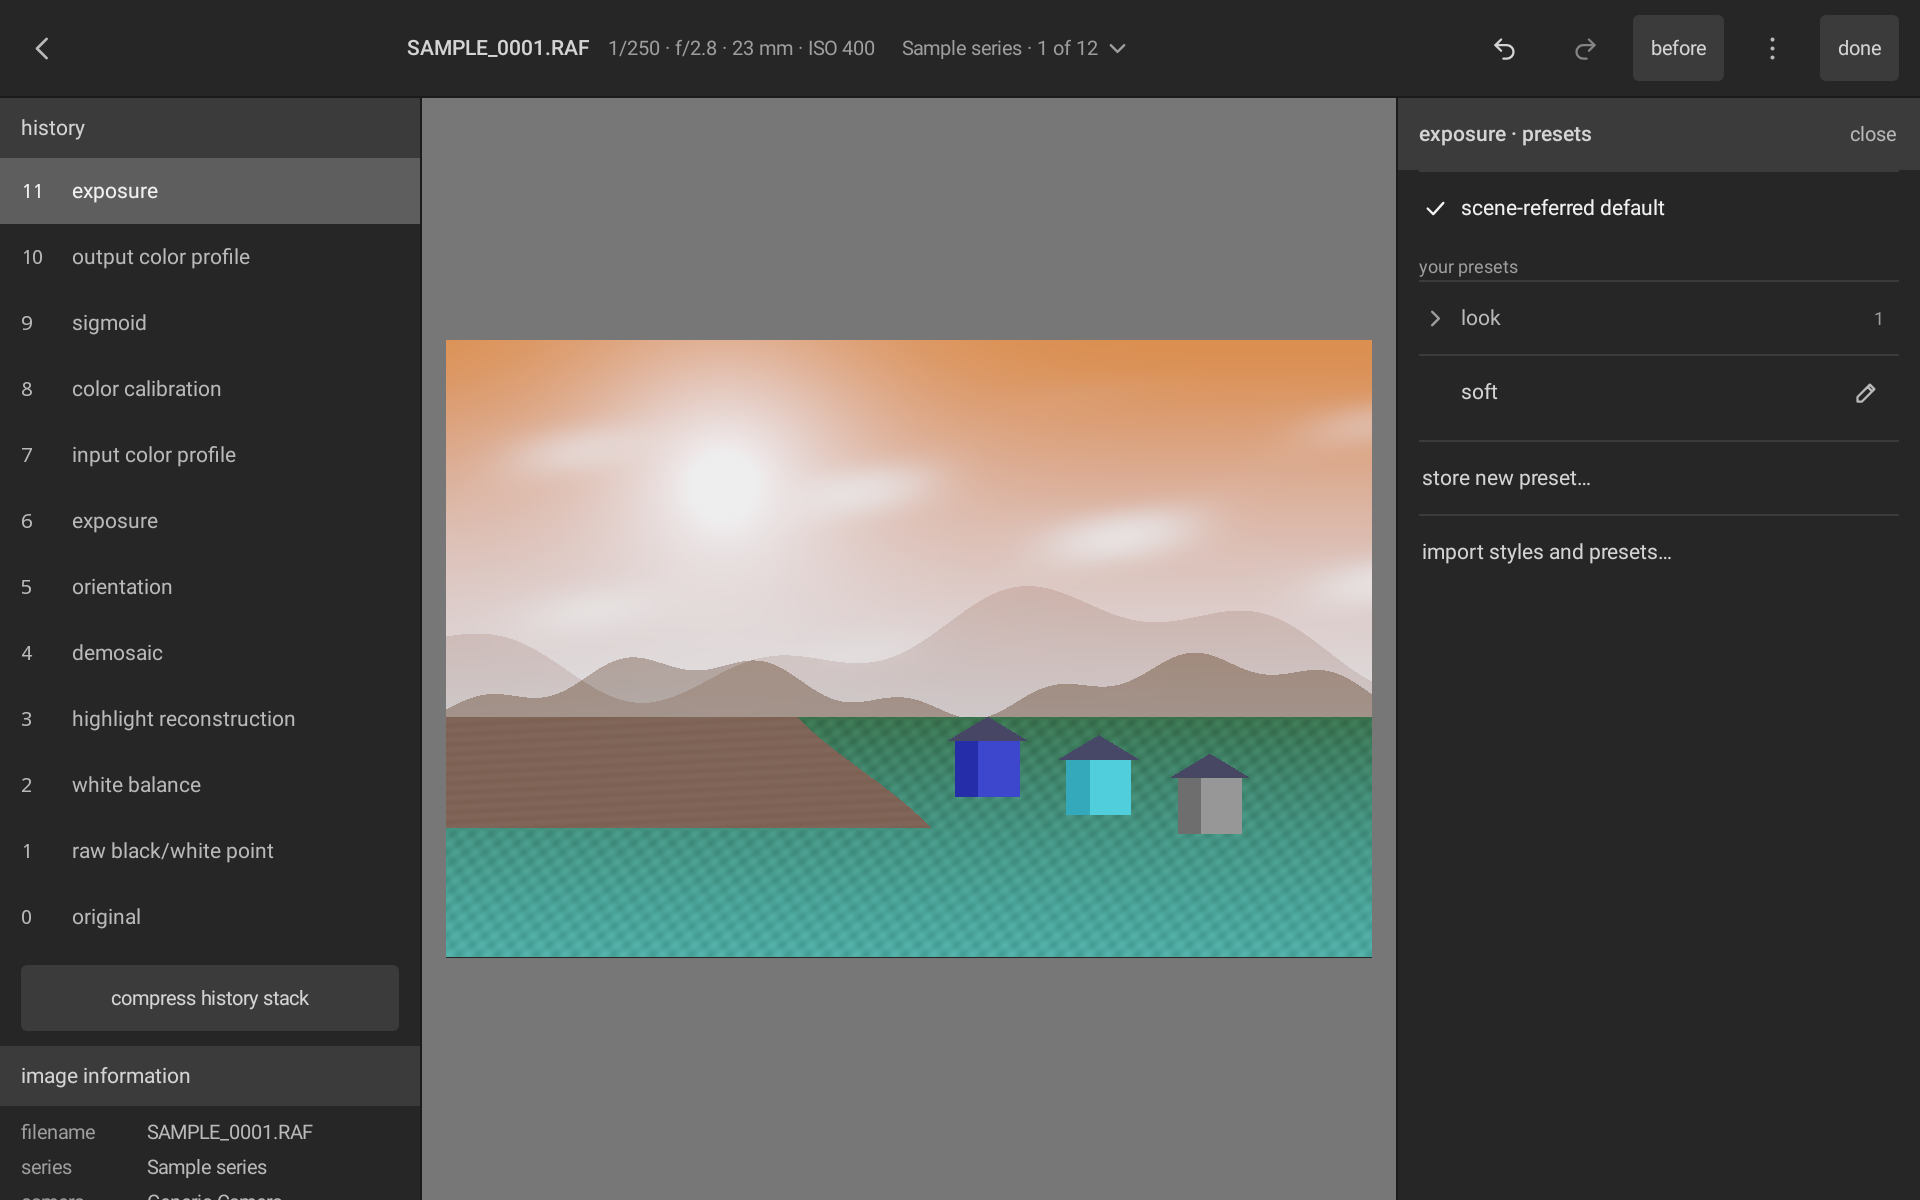 SAMPLE_0001.RAF 1/250 · f/2.8 · 23 mm · ISO 400 Sample series · 1 of 12
before
done
history
11 exposure
10 output color profile
9 sigmoid
8 color calibration
7 input color profile
6 exposure
5 orientation
4 demosaic
3 highlight reconstruction
2 white balance
1 raw black/white point
0 original
compress history stack
image information
filename SAMPLE_0001.RAF
series Sample series
camera Generic Camera
exposure · presets
close
scene-referred default
your presets
look 1
soft
store new preset...
import styles and presets...